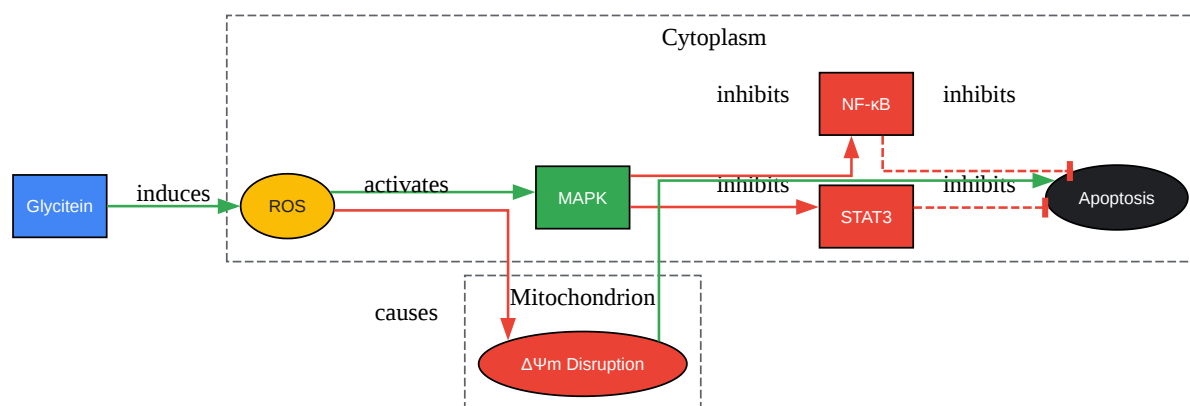 Cytoplasm
inhibits
NF-κB
inhibits
Glycitein
induces
ROS
activates
MAPK
inhibits
STAT3
inhibits
Apoptosis
causes
Mitochondrion
ΔΨm Disruption